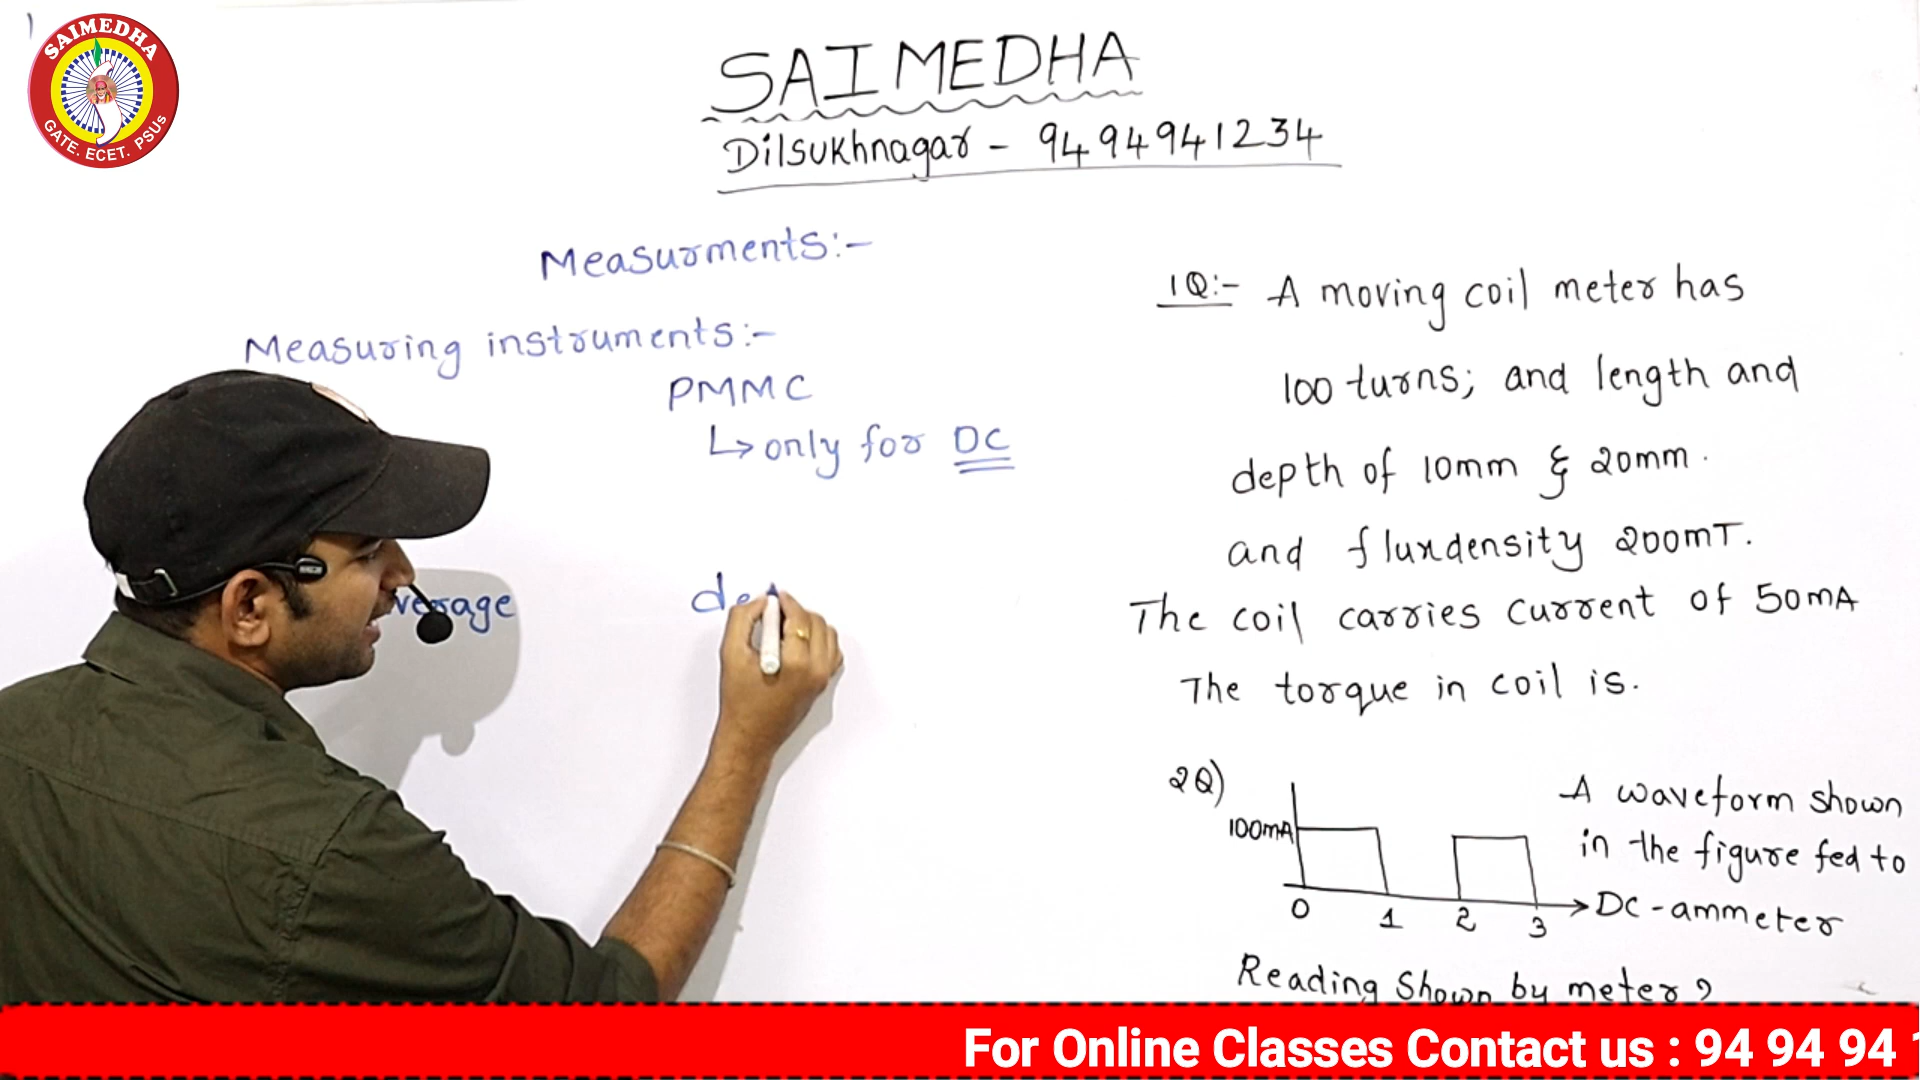 SAIMEDHA
GATE. ECET. PSUs
SAIMEDHA
Dilsukhnagar - 9494941234
Measurments:-
Measuring instruments:-
PMMC
↳ only for DC
verage
de
1Q:- A moving coil meter has
100 turns; and length and
depth of 10mm & 20mm.
and fluxdensity 200mT.
The coil carries current of 50mA
The torque in coil is.
2Q)
100mA
0 1 2 3
A waveform shown
in the figure fed to
DC-ammeter
Reading Shown by meter?
For Online Classes Contact us : 94 94 94 1